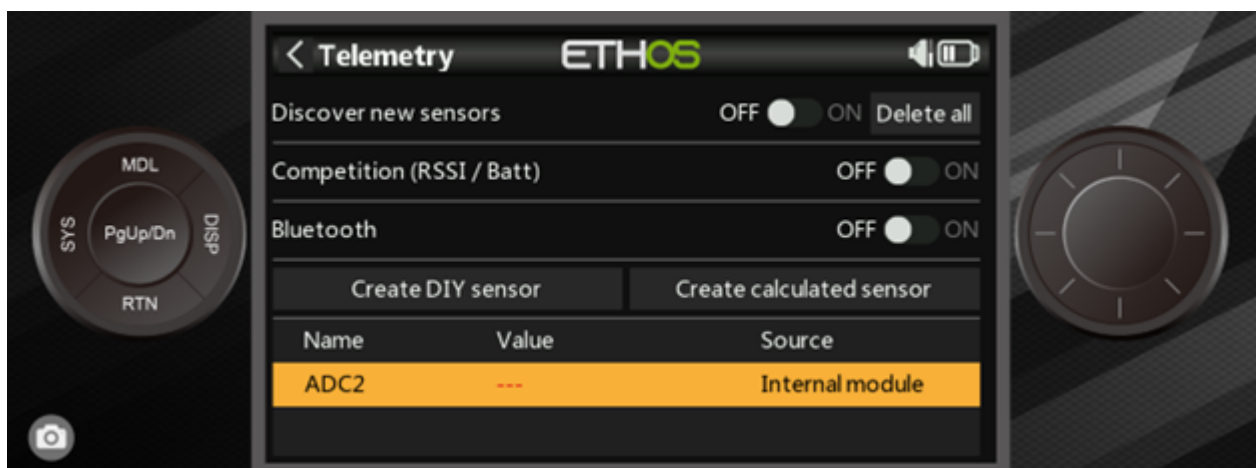 < Telemetry ETHOS
Discover new sensors OFF ON Delete all
Competition (RSSI / Batt) OFF ON
Bluetooth OFF ON
Create DIY sensor Create calculated sensor
Name Value Source
ADC2 --- Internal module
MDL
SYS PgUp/Dn DISP
RTN